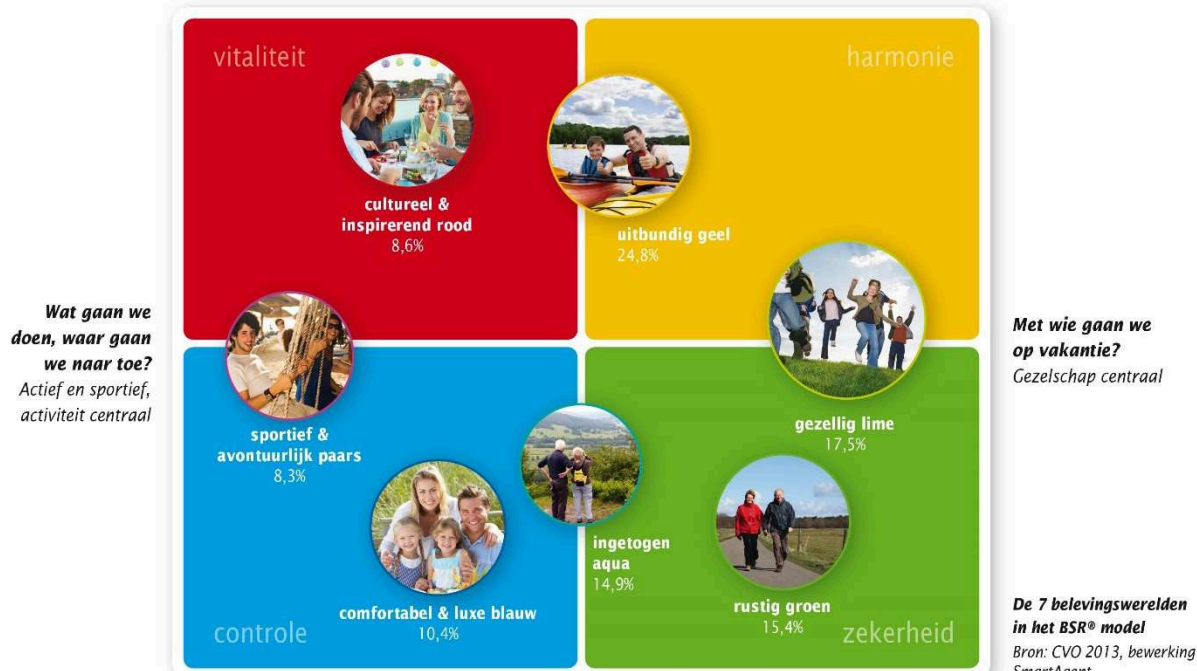 vitaliteit
harmonie
cultureel &
inspirerend rood
8,6%
uitbundig geel
24,8%
Wat gaan we
doen, waar gaan
we naar toe?
Actief en sportief,
activiteit centraal
Met wie gaan we
op vakantie?
Gezelschap centraal
sportief &
avontuurlijk paars
8,3%
gezellig lime
17,5%
ingetogen
aqua
14,9%
comfortabel & luxe blauw
10,4%
rustig groen
15,4%
controle
zekerheid
De 7 belevingswerelden
in het BSR® model
Bron: CVO 2013, bewerking
SmartAgent